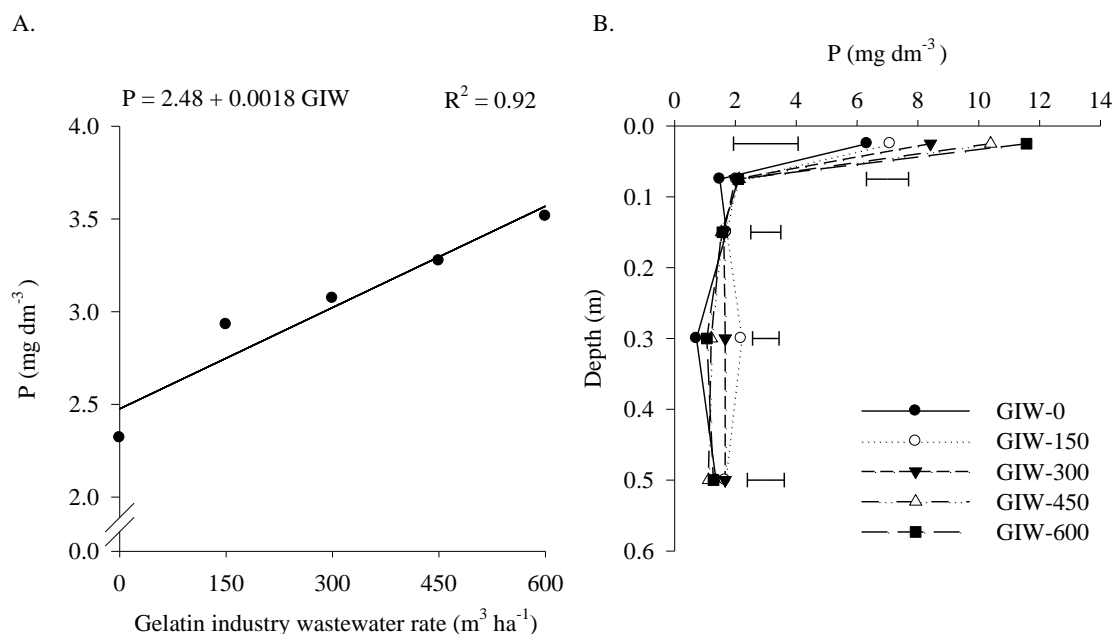 A.
P = 2.48 + 0.0018 GIW R² = 0.92
4.0
3.5
3.0
2.5
2.0
0.0
P (mg dm⁻³)
0 150 300 450 600
Gelatin industry wastewater rate (m³ ha⁻¹)
B.
P (mg dm⁻³)
0 2 4 6 8 10 12 14
0.0
0.1
0.2
0.3
0.4
0.5
0.6
Depth (m)
GIW-0
GIW-150
GIW-300
GIW-450
GIW-600